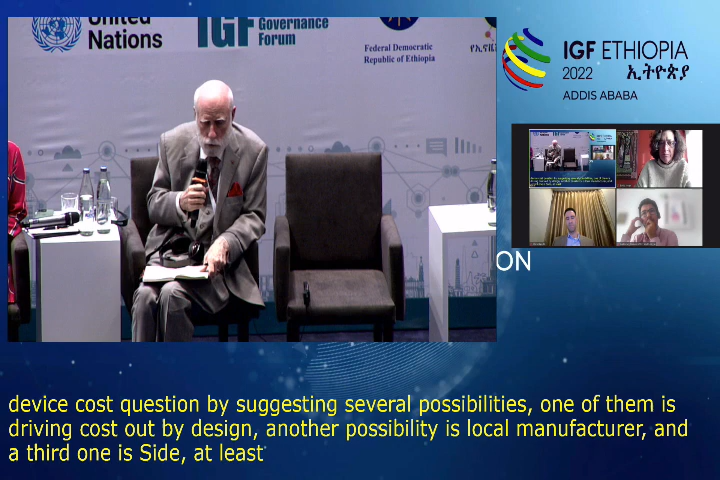 United
Nations
IGF
Governance
Forum
Federal Democratic
Republic of Ethiopia
IGF ETHIOPIA
2022
ኢትዮጵያ
ADDIS ABABA
ON
device cost question by suggesting several possibilities, one of them is
driving cost out by design, another possibility is local manufacturer, and
a third one is Side, at least